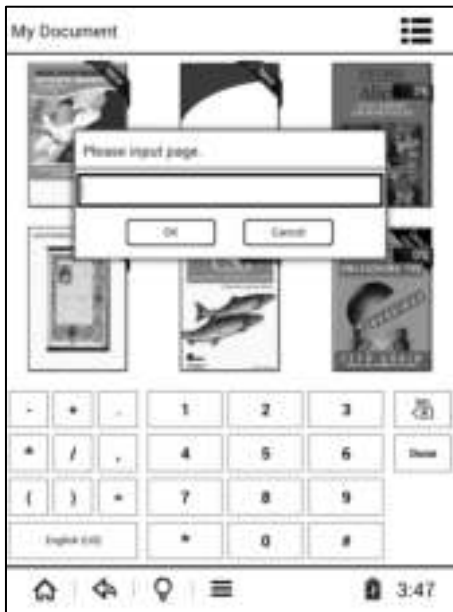 My Document
Please input page.
OK Cancel
- + . 1 2 3 DEL
* / , 4 5 6 Done
( ) = 7 8 9
English (US) * 0 #
3:47